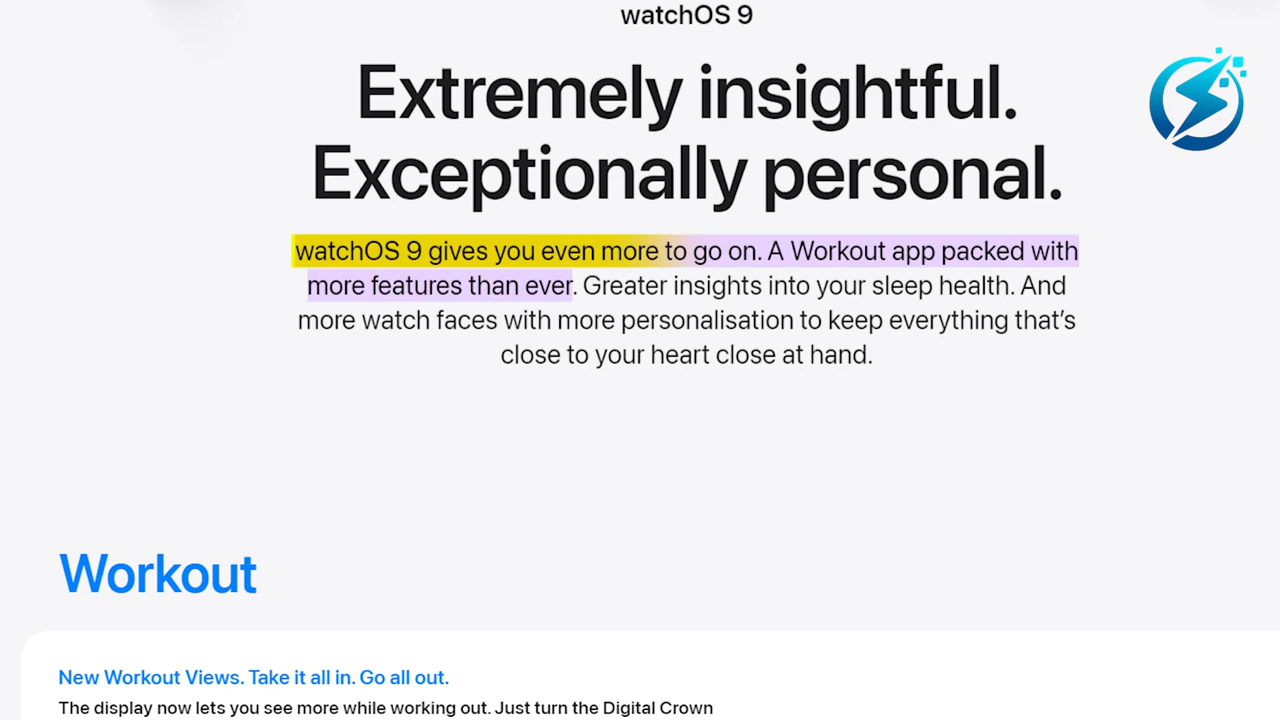 watchOS 9
Extremely insightful.
Exceptionally personal.
watchOS 9 gives you even more to go on. A Workout app packed with
more features than ever. Greater insights into your sleep health. And
more watch faces with more personalisation to keep everything that’s
close to your heart close at hand.
Workout
New Workout Views. Take it all in. Go all out.
The display now lets you see more while working out. Just turn the Digital Crown